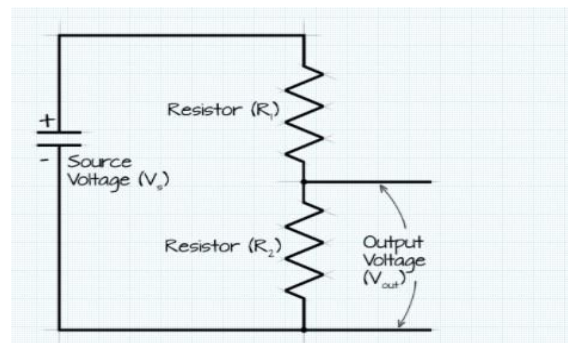 Resistor (R₁)
+
-
Source
Voltage (Vₛ)
Resistor (R₂)
Output
Voltage
(Vₒᵤₜ)